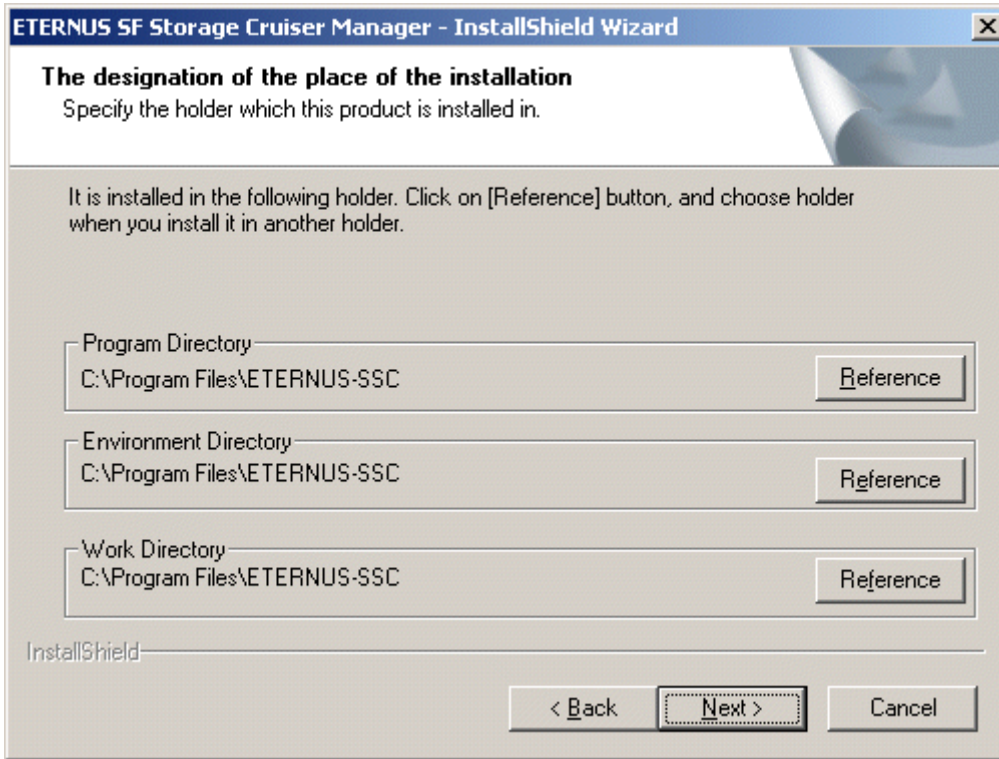 ETERNUS SF Storage Cruiser Manager - InstallShield Wizard
The designation of the place of the installation
Specify the holder which this product is installed in.
It is installed in the following holder. Click on [Reference] button, and choose holder
when you install it in another holder.
Program Directory
C:\Program Files\ETERNUS-SSC
Reference
Environment Directory
C:\Program Files\ETERNUS-SSC
Reference
Work Directory
C:\Program Files\ETERNUS-SSC
Reference
InstallShield
< Back
Next >
Cancel